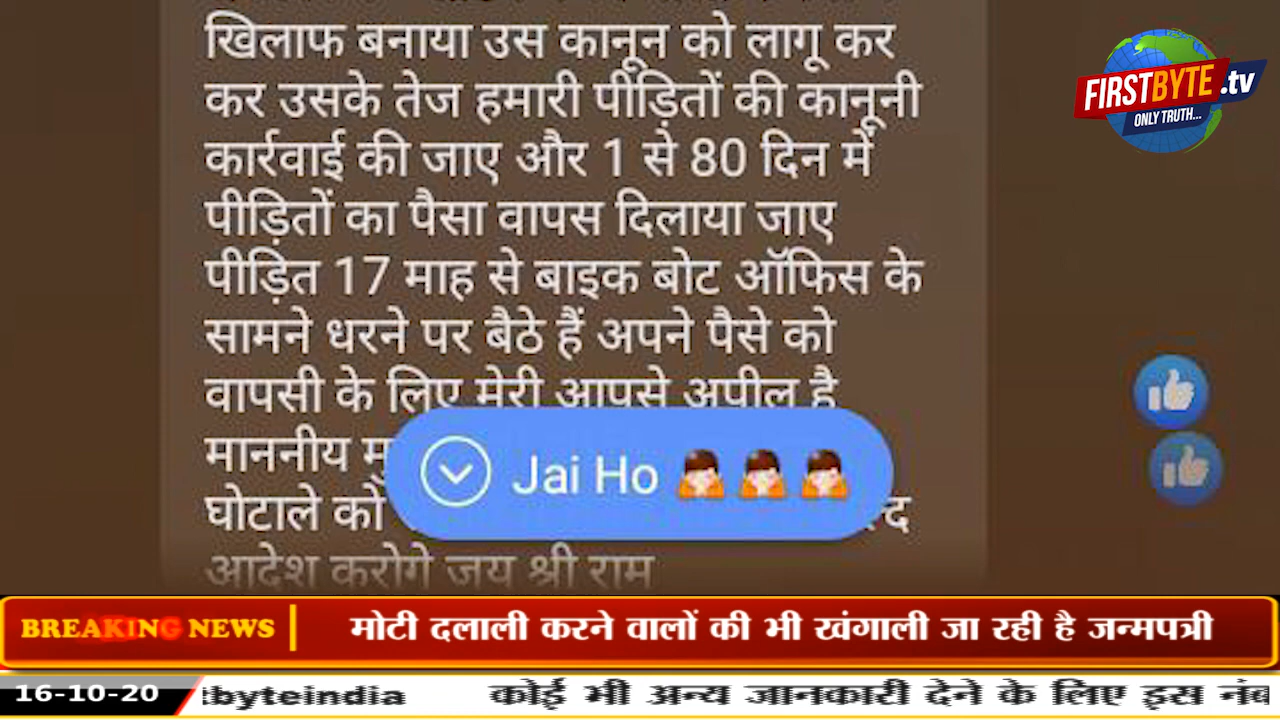 खिलाफ बनाया उस कानून को लागू कर
कर उसके तेज हमारी पीड़ितों की कानूनी
कार्रवाई की जाए और 1 से 80 दिन में
पीड़ितों का पैसा वापस दिलाया जाए
पीड़ित 17 माह से बाइक बोट ऑफिस के
सामने धरने पर बैठे हैं अपने पैसे को
वापसी के लिए मेरी आपसे अपील है
माननीय
घोटाले को
आदेश करोगे जय श्री राम
Jai Ho
FIRSTBYTE.tv
ONLY TRUTH...
BREAKING NEWS
मोटी दलाली करने वालों की भी खंगाली जा रही है जन्मपत्री
16-10-20
tbyteindia कोई भी अन्य जानकारी देने के लिए इस